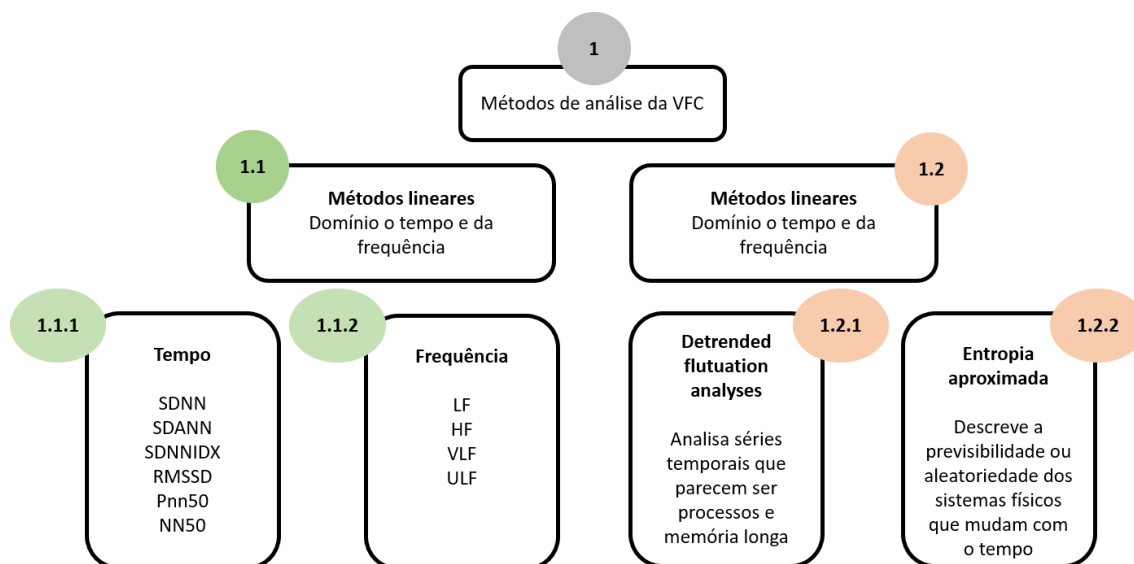 1
Métodos de análise da VFC
1.1
Métodos lineares
Domínio o tempo e da
frequência
1.2
Métodos lineares
Domínio o tempo e da
frequência
1.1.1
Tempo
SDNN
SDANN
SDNNIDX
RMSSD
Pnn50
NN50
1.1.2
Frequência
LF
HF
VLF
ULF
1.2.1
Detrended
flutuation
analyses
Analisa séries
temporais que
parecem ser
processos e
memória longa
1.2.2
Entropia
aproximada
Descreve a
previsibilidade ou
aleatoriedade dos
sistemas físicos
que mudam com
o tempo